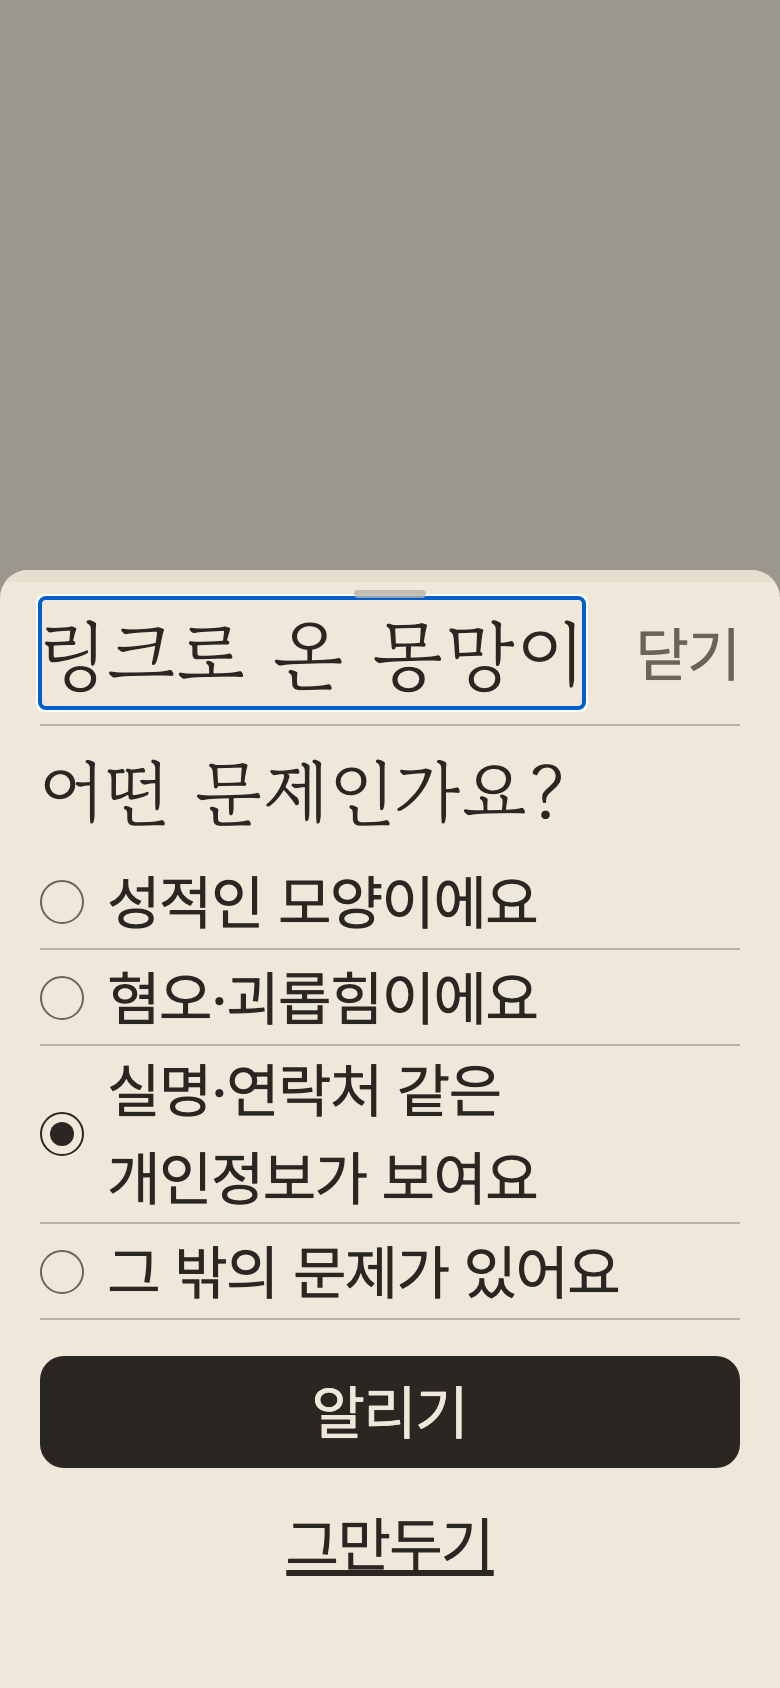 링크로 온 몽망이
닫기
어떤 문제인가요?
성적인 모양이에요
혐오·괴롭힘이에요
실명·연락처 같은
개인정보가 보여요
그 밖의 문제가 있어요
알리기
그만두기